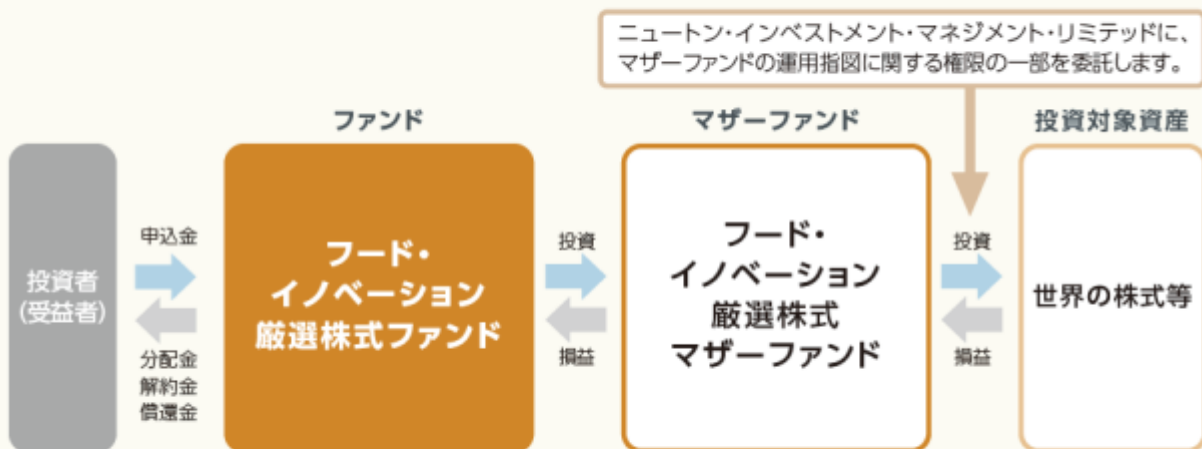 ニュートン・インベストメント・マネジメント・リミテッドに、
マザーファンドの運用指図に関する権限の一部を委託します。
ファンド
マザーファンド
投資対象資産
投資者
(受益者)
申込金
分配金
解約金
償還金
フード・
イノベーション
厳選株式ファンド
投資
損益
フード・
イノベーション
厳選株式
マザーファンド
投資
損益
世界の株式等